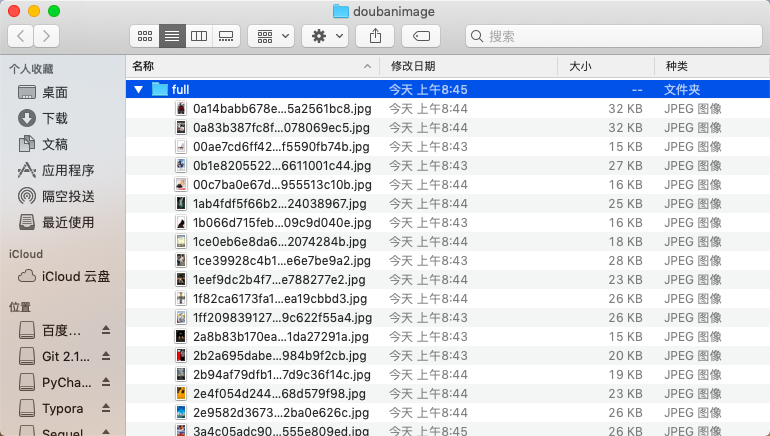 doubanimage
搜索
个人收藏
桌面
下载
文稿
应用程序
隔空投送
最近使用
iCloud
iCloud 云盘
位置
百度...
Git 2.1...
PyCha...
Typora
Sequel
名称 修改日期 大小 种类
full 今天 上午8:45 -- 文件夹
0a14babb678e...5a2561bc8.jpg 今天 上午8:44 32 KB JPEG 图像
0a83b387fc8f...078069ec5.jpg 今天 上午8:44 32 KB JPEG 图像
00ae7cd6ff42...f5590fb74b.jpg 今天 上午8:43 15 KB JPEG 图像
0b1e8205522...6611001c44.jpg 今天 上午8:43 27 KB JPEG 图像
00c7ba0e67d...955513c10b.jpg 今天 上午8:44 16 KB JPEG 图像
1ab4fdf5f66b2...24038967.jpg 今天 上午8:44 25 KB JPEG 图像
1b066d715feb...09c9d040e.jpg 今天 上午8:43 16 KB JPEG 图像
1ce0eb6e8da6...2074284b.jpg 今天 上午8:44 18 KB JPEG 图像
1ce39928c4b1...e6e7be9a2.jpg 今天 上午8:43 28 KB JPEG 图像
1eef9dc2b4f7...e788277e2.jpg 今天 上午8:44 23 KB JPEG 图像
1f82ca6173fa1...ea19cbbd3.jpg 今天 上午8:44 26 KB JPEG 图像
1ff209839127...9c622f55a4.jpg 今天 上午8:43 26 KB JPEG 图像
2a8b83b170ea...1da27291a.jpg 今天 上午8:43 15 KB JPEG 图像
2b2a695dabe...984b9f2cb.jpg 今天 上午8:43 20 KB JPEG 图像
2b94af79dfb1...7d9c36f14c.jpg 今天 上午8:44 19 KB JPEG 图像
2e4f054d244...68d579f98.jpg 今天 上午8:44 23 KB JPEG 图像
2e9582d3673...2ba0e626c.jpg 今天 上午8:44 26 KB JPEG 图像
3a4c05adc90...555e809ed.jpg 今天 上午8:45 26 KB JPEG 图像